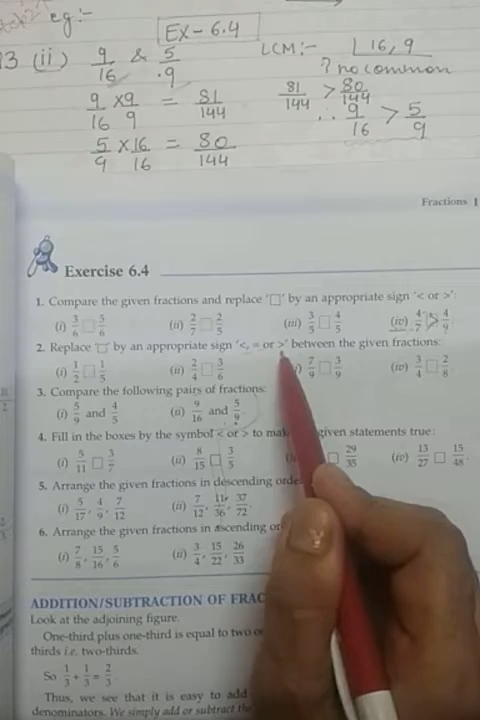 eg:-
Ex-6.4
3 (ii) 9/16 & 5/9
LCM:- 16, 9
? no common
9/16 × 9/9 = 81/144
81/144 > 80/144
5/9 × 16/16 = 80/144
∴ 9/16 > 5/9
Fractions 1
Exercise 6.4
1. Compare the given fractions and replace '□' by an appropriate sign '< or >':
(i) 3/6 □ 5/6 (ii) 2/7 □ 2/5 (iii) 3/5 □ 4/5 (iv) 4/7 > 4/9
2. Replace '□' by an appropriate sign '<, = or >' between the given fractions:
(i) 1/2 □ 1/5 (ii) 2/4 □ 3/6 7/9 □ 3/9 (iv) 3/4 □ 2/8
3. Compare the following pairs of fractions:
(i) 5/9 and 4/5 (ii) 9/16 and 5/9
4. Fill in the boxes by the symbol < or > to given statements true:
(i) 5/11 □ 3/7 (ii) 8/15 □ 3/5 □ 29/35 (iv) 13/27 □ 15/48
5. Arrange the given fractions in descending
(i) 5/17, 4/9, 7/12 (ii) 7/12, 11/36, 37/72
6. Arrange the given fractions in ascending
(i) 7/8, 15/16, 5/6 (ii) 3/4, 15/22, 26/33
ADDITION/SUBTRACTION OF
Look at the adjoining figure.
One-third plus one-third is equal to two
thirds i.e. two-thirds.
So 1/3 + 1/3 = 2/3
Thus, we see that it is easy to add
denominators. We simply add or subtract the